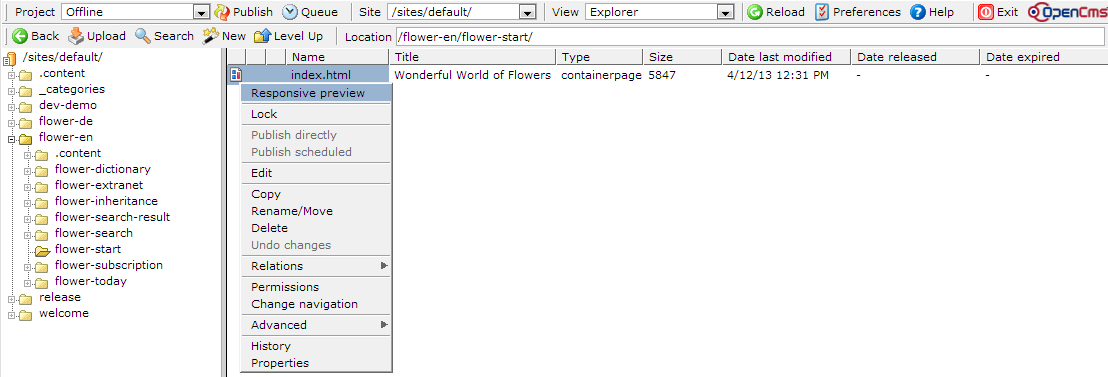 Project Offline Publish Queue Site /sites/default/ View Explorer Reload Preferences Help Exit OpenCms
Back Upload Search New Level Up Location /flower-en/flower-start/
/sites/default/
.content
_categories
dev-demo
flower-de
flower-en
.content
flower-dictionary
flower-extranet
flower-inheritance
flower-search-result
flower-search
flower-start
flower-subscription
flower-today
release
welcome
Name Title Type Size Date last modified Date released Date expired
index.html Wonderful World of Flowers containerpage 5847 4/12/13 12:31 PM - -
Responsive preview
Lock
Publish directly
Publish scheduled
Edit
Copy
Rename/Move
Delete
Undo changes
Relations
Permissions
Change navigation
Advanced
History
Properties